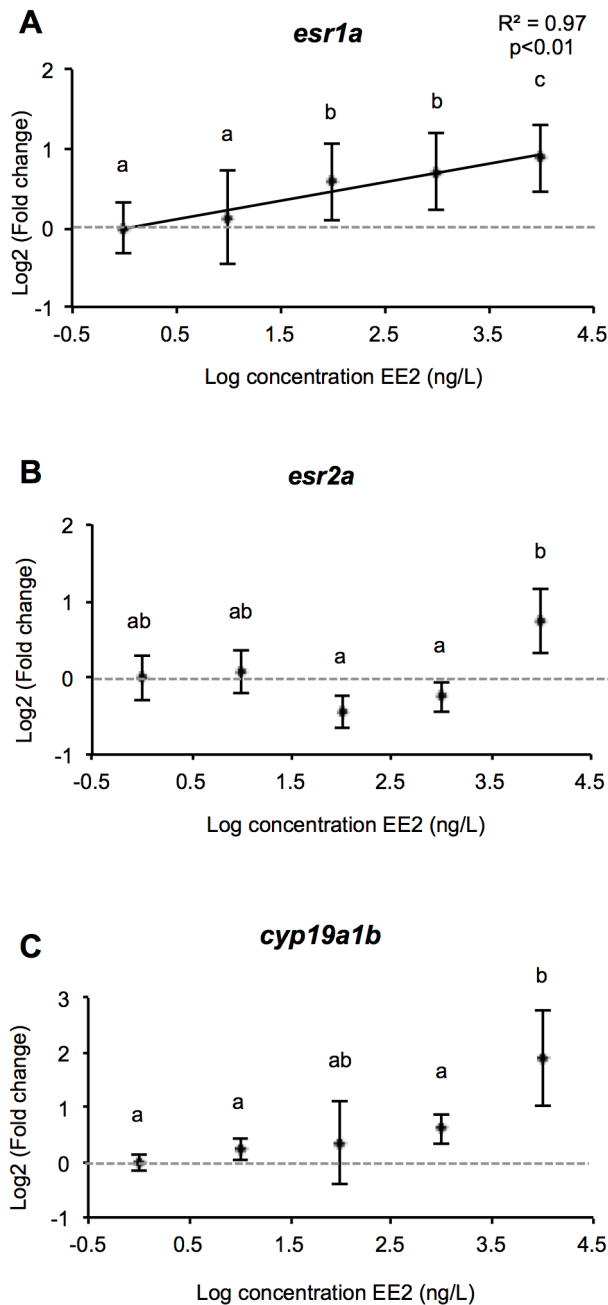 A
esr1a
R² = 0.97
p<0.01
c
b
b
a
a
2
1
0
-1
Log2 (Fold change)
-0.5
0.5
1.5
2.5
3.5
4.5
Log concentration EE2 (ng/L)
B
esr2a
2
1
0
-1
Log2 (Fold change)
ab
ab
a
a
b
-0.5
0.5
1.5
2.5
3.5
4.5
Log concentration EE2 (ng/L)
C
cyp19a1b
3
2
1
0
-1
Log2 (Fold change)
a
a
ab
a
b
-0.5
0.5
1.5
2.5
3.5
4.5
Log concentration EE2 (ng/L)